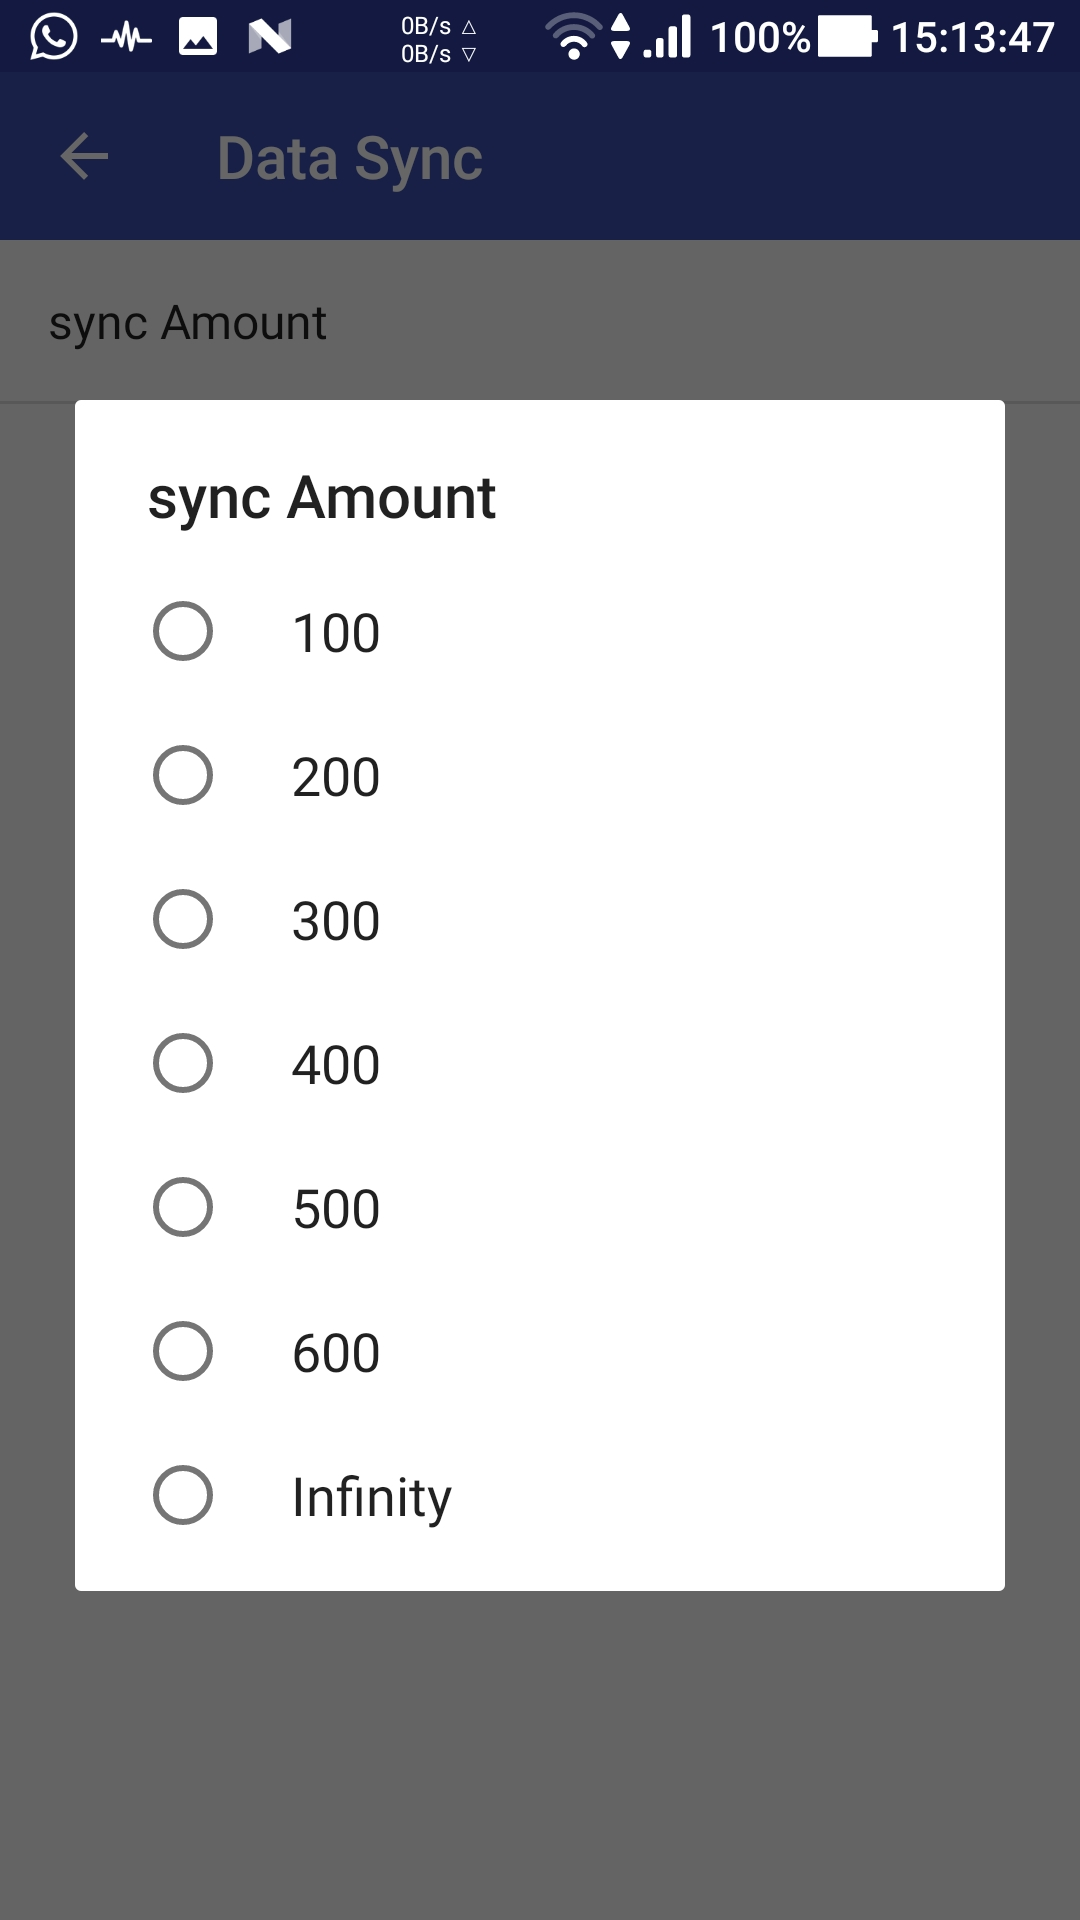 0B/s △
0B/s ▽
100% 15:13:47
Data Sync
sync Amount
sync Amount
100
200
300
400
500
600
Infinity